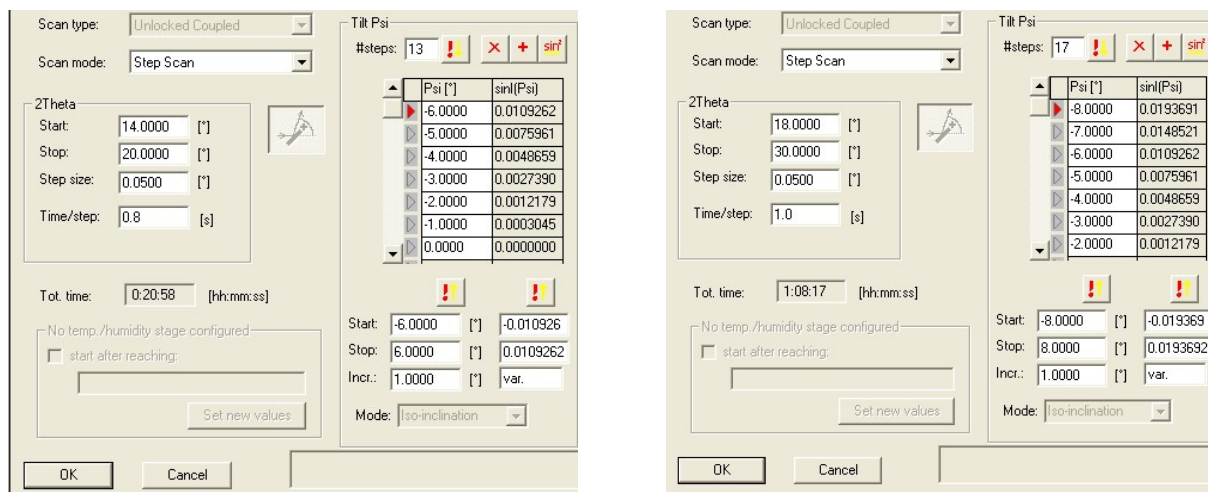 Scan type: Unlocked Coupled
Scan mode: Step Scan
2Theta
Start: 14.0000 [°]
Stop: 20.0000 [°]
Step size: 0.0500 [°]
Time/step: 0.8 [s]
Tot. time: 0:20:58 [hh:mm:ss]
No temp./humidity stage configured
start after reaching:
Set new values
OK Cancel
Tilt Psi
#steps: 13 sin²
Psi [°] sinI(Psi)
-6.0000 0.0109262
-5.0000 0.0075961
-4.0000 0.0048659
-3.0000 0.0027390
-2.0000 0.0012179
-1.0000 0.0003045
0.0000 0.0000000
Start: -6.0000 [°] -0.010926
Stop: 6.0000 [°] 0.0109262
Incr.: 1.0000 [°] var.
Mode: Iso-inclination
Scan type: Unlocked Coupled
Scan mode: Step Scan
2Theta
Start: 18.0000 [°]
Stop: 30.0000 [°]
Step size: 0.0500 [°]
Time/step: 1.0 [s]
Tot. time: 1:08:17 [hh:mm:ss]
No temp./humidity stage configured
start after reaching:
Set new values
OK Cancel
Tilt Psi
#steps: 17 sin²
Psi [°] sinI(Psi)
-8.0000 0.0193691
-7.0000 0.0148521
-6.0000 0.0109262
-5.0000 0.0075961
-4.0000 0.0048659
-3.0000 0.0027390
-2.0000 0.0012179
Start: -8.0000 [°] -0.019369
Stop: 8.0000 [°] 0.0193692
Incr.: 1.0000 [°] var.
Mode: Iso-inclination